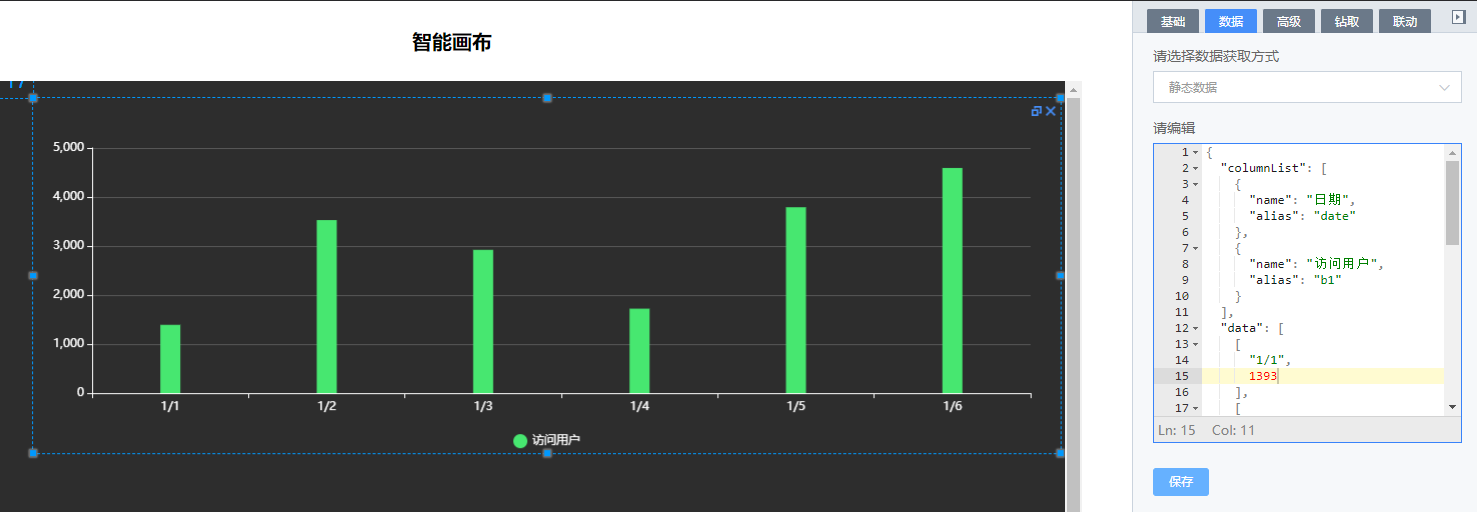 智能画布
5,000
4,000
3,000
2,000
1,000
0
1/1 1/2 1/3 1/4 1/5 1/6
访问用户
基础 数据 高级 钻取 联动
请选择数据获取方式
静态数据
请编辑
1 {
2 "columnList": [
3 {
4 "name": "日期",
5 "alias": "date"
6 },
7 {
8 "name": "访问用户",
9 "alias": "b1"
10 }
11 ],
12 "data": [
13 [
14 "1/1",
15 1393
16 ],
17 [
Ln: 15 Col: 11
保存